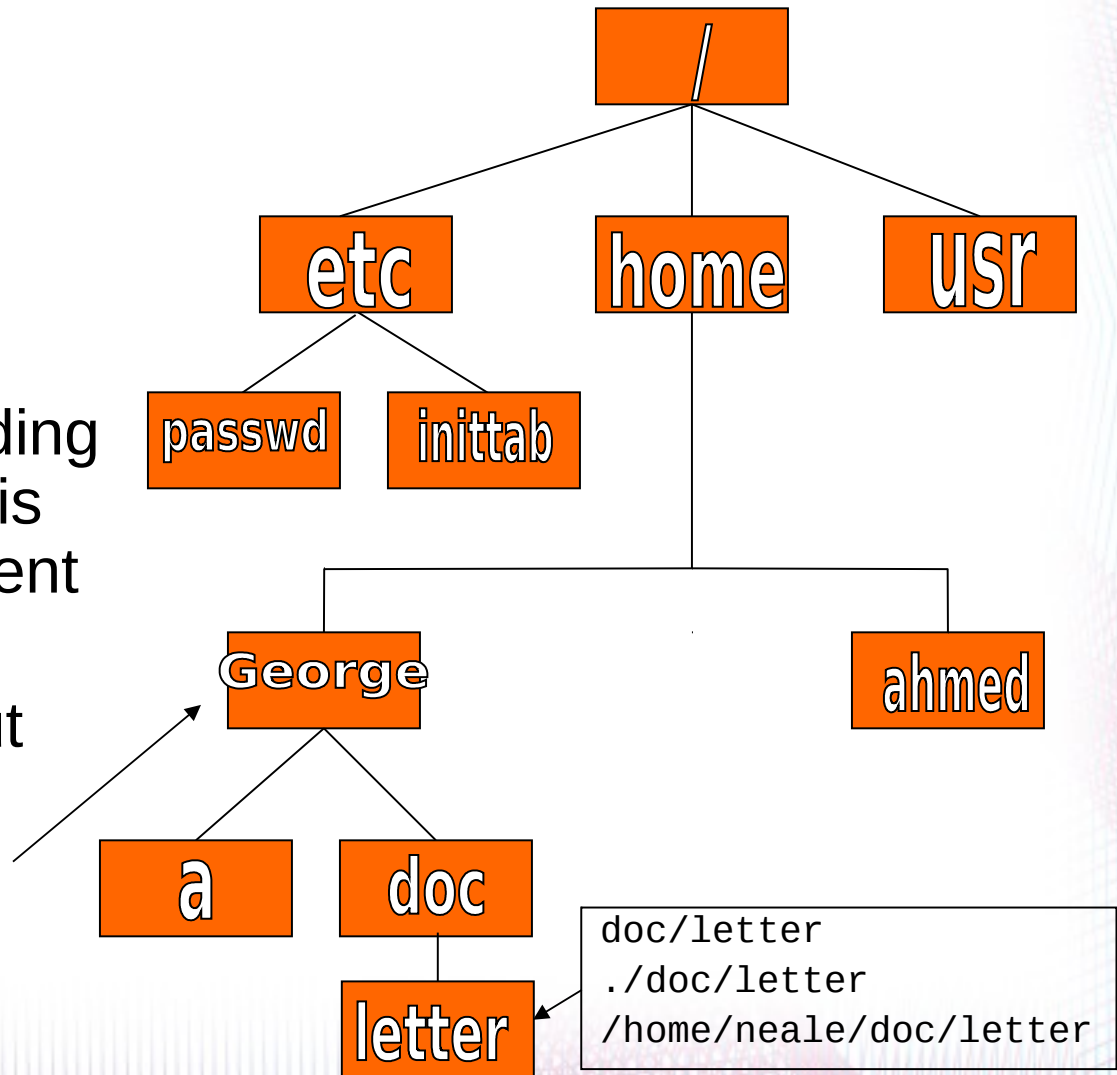 /
etc
home
usr
passwd
inittab
ding
is
ent
George
ahmed
ut
a
doc
letter
doc/letter
./doc/letter
/home/neale/doc/letter